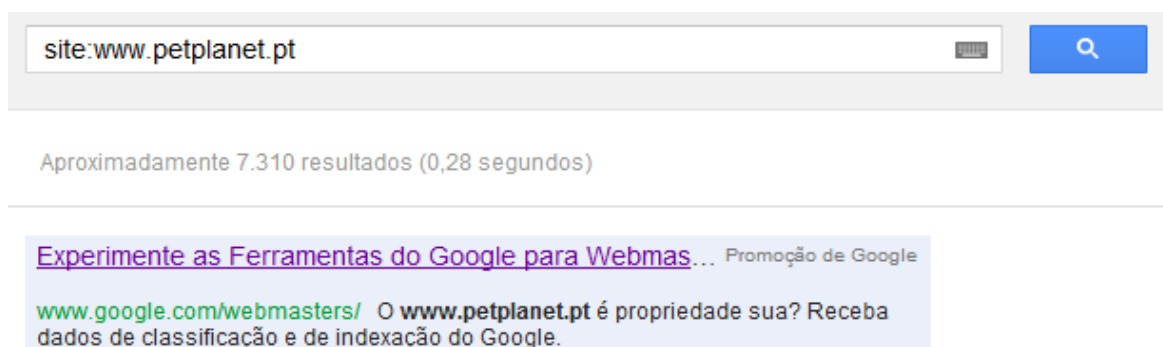 site:www.petplanet.pt
Aproximadamente 7.310 resultados (0,28 segundos)
Experimente as Ferramentas do Google para Webmas... Promoção de Google
www.google.com/webmasters/ O www.petplanet.pt é propriedade sua? Receba
dados de classificação e de indexação do Google.